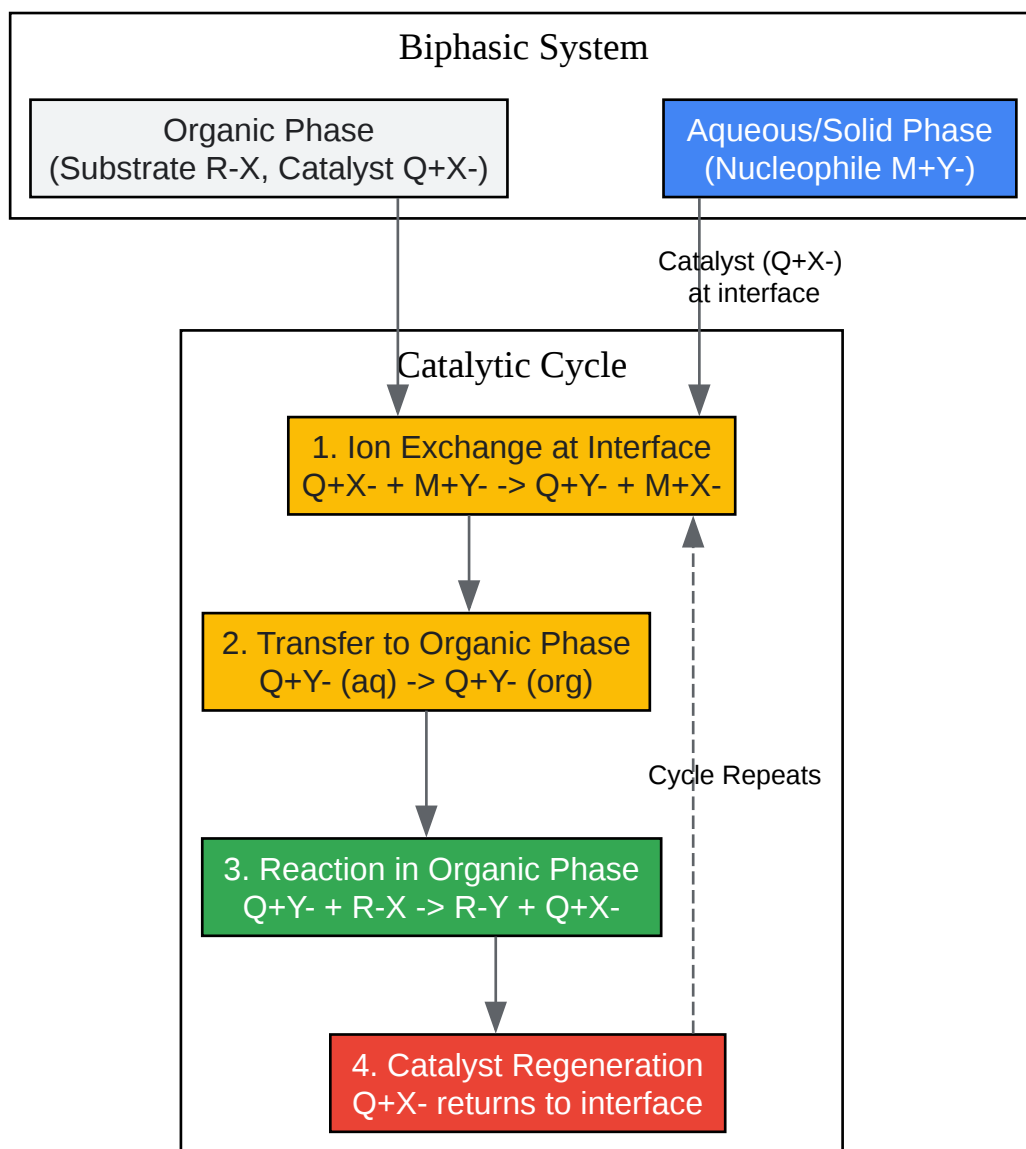 Biphasic System
Organic Phase
(Substrate R-X, Catalyst Q+X-)
Aqueous/Solid Phase
(Nucleophile M+Y-)
Catalyst (Q+X-)
at interface
Catalytic Cycle
1. Ion Exchange at Interface
Q+X- + M+Y- -> Q+Y- + M+X-
2. Transfer to Organic Phase
Q+Y- (aq) -> Q+Y- (org)
Cycle Repeats
3. Reaction in Organic Phase
Q+Y- + R-X -> R-Y + Q+X-
4. Catalyst Regeneration
Q+X- returns to interface